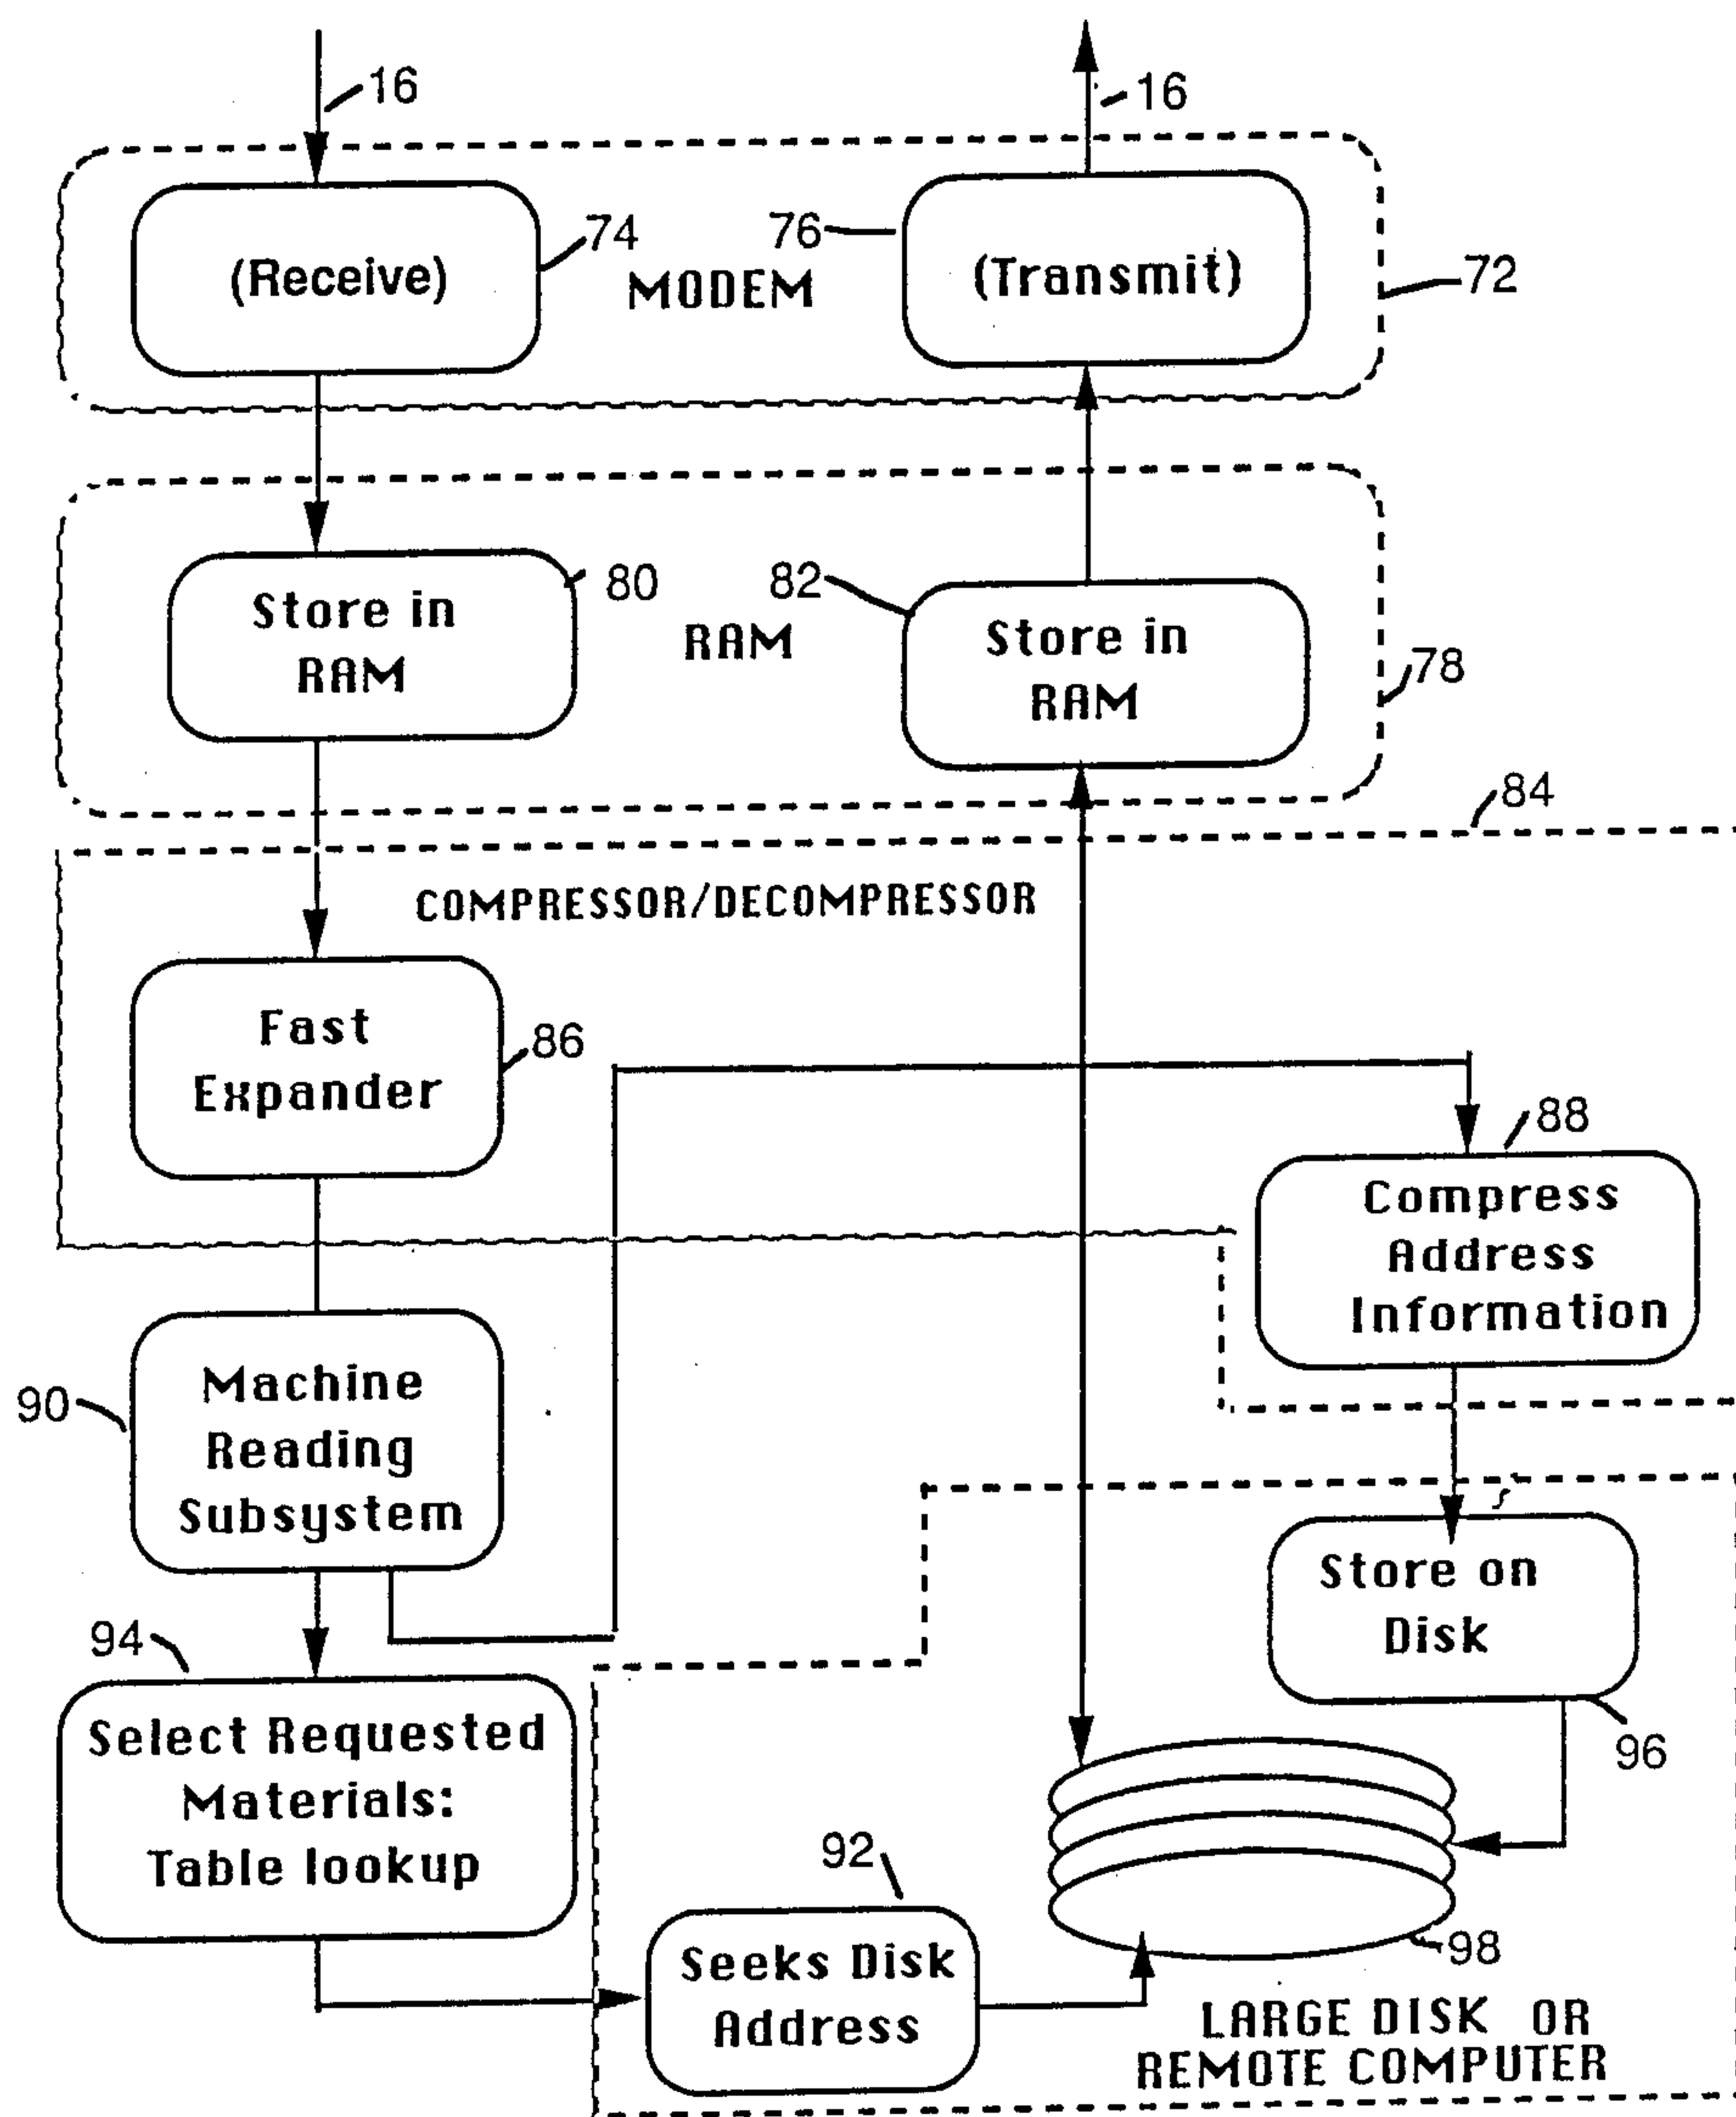 16
16
(Receive)
74
MODEM
76
(Transmit)
72
Store in
RAM
80
RAM
82
Store in
RAM
78
84
COMPRESSOR/DECOMPRESSOR
Fast
Expander
86
88
Compress
Address
Information
90
Machine
Reading
Subsystem
Store on
Disk
96
94
Select Requested
Materials:
Table lookup
92
Seeks Disk
Address
98
LARGE DISK OR
REMOTE COMPUTER